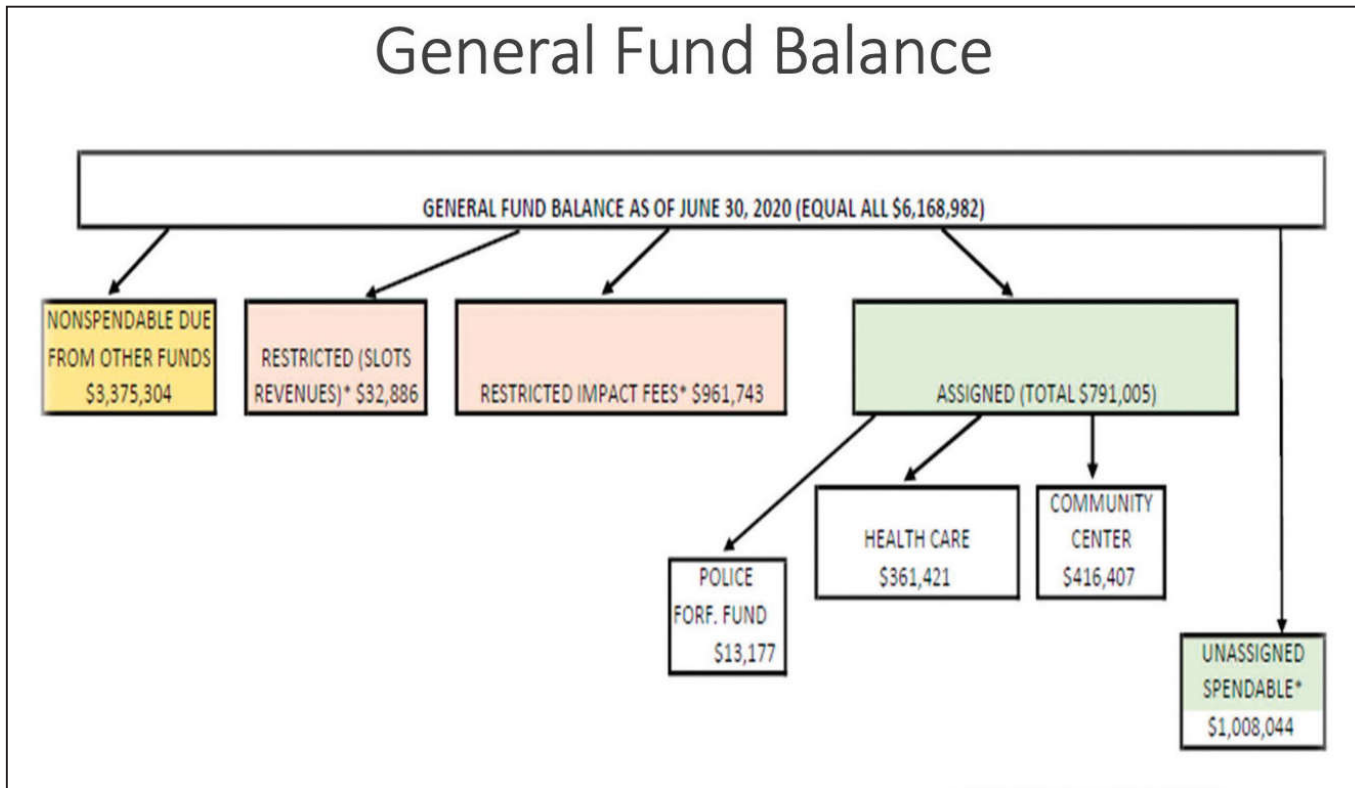 General Fund Balance
GENERAL FUND BALANCE AS OF JUNE 30, 2020 (EQUAL ALL $6,168,982)
NONSPENDABLE DUE
FROM OTHER FUNDS
$3,375,304
RESTRICTED (SLOTS
REVENUES)* $32,886
RESTRICTED IMPACT FEES* $961,743
ASSIGNED (TOTAL $791,005)
POLICE
FORF. FUND
$13,177
HEALTH CARE
$361,421
COMMUNITY
CENTER
$416,407
UNASSIGNED
SPENDABLE*
$1,008,044